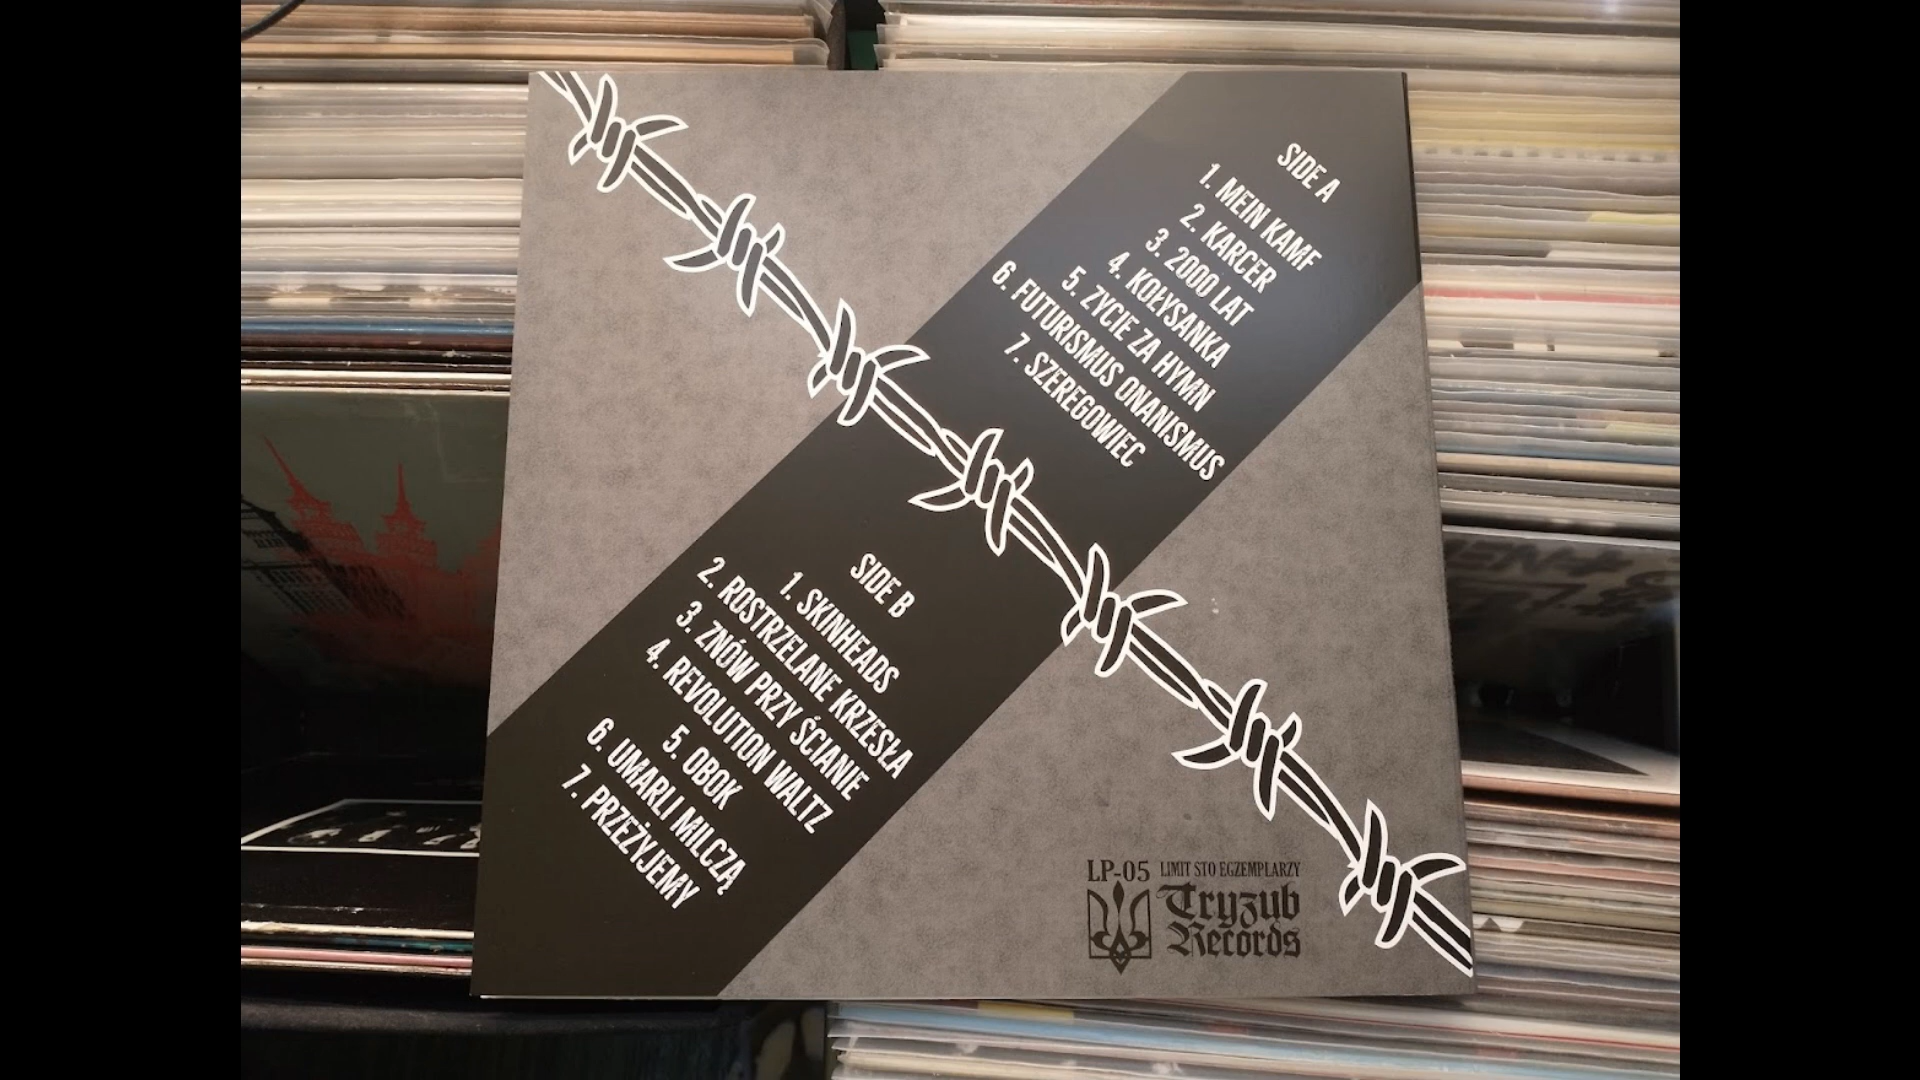 SIDE A
1. MEIN KAMF
2. KARCER
3. 2000 LAT
4. KOŁYSANKA
5. ZYCIE ZA HYMN
6. FUTURISMUS ONANISMUS
7. SZEREGOWIEC
SIDE B
1. SKINHEADS
2. ROSTRZELANE KRZESŁA
3. ZNÓW PRZY ŚCIANIE
4. REVOLUTION WALTZ
5. OBOK
6. UMARLI MILCZĄ
7. PRZEŻYJEMY
LP-05 LIMIT STO EGZEMPLARZY
Tryzub
Records